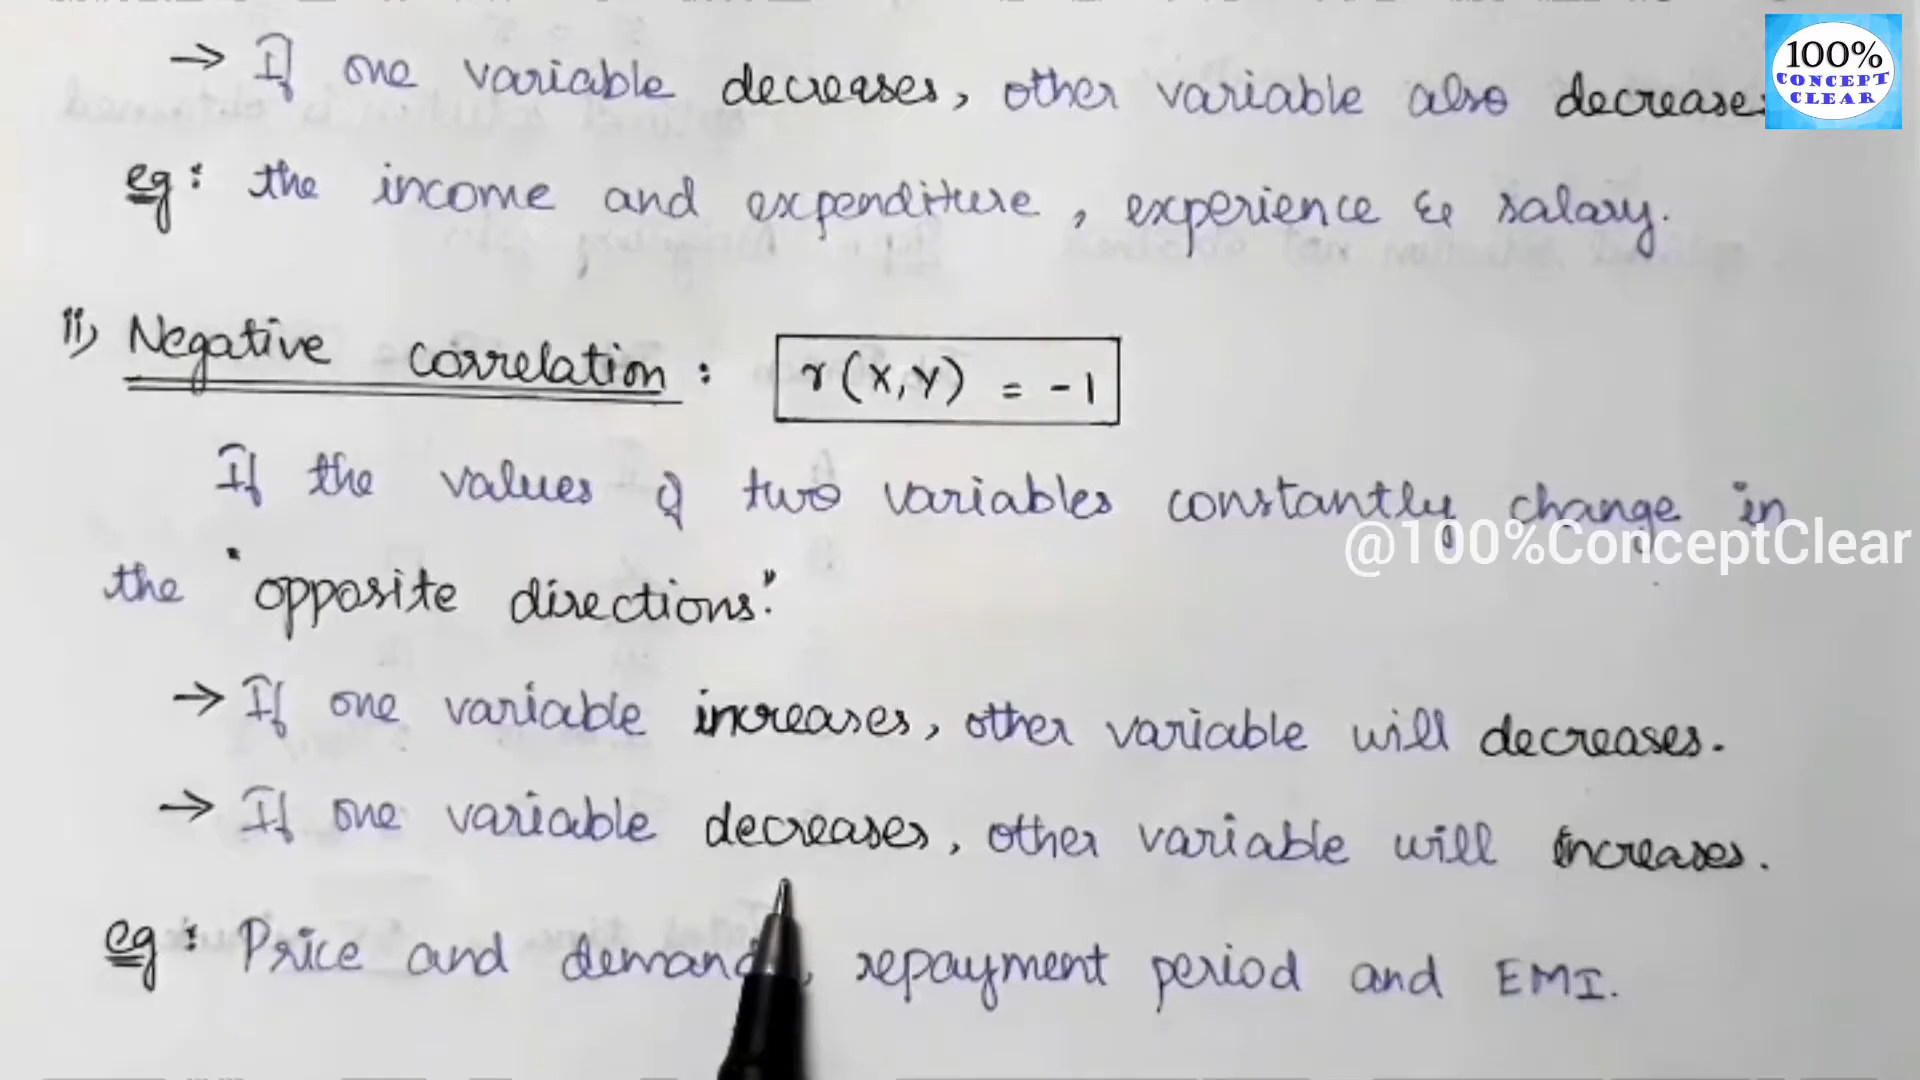 → If one variable decreases, other variable also decreases
100%
CONCEPT
CLEAR
eg: the income and expenditure, experience & salary.
ii) Negative correlation: r(X,Y) = -1
If the values of two variables constantly change in
@100%ConceptClear
the "opposite directions."
→ If one variable increases, other variable will decreases.
→ If one variable decreases, other variable will increases.
eg: Price and demand, repayment period and EMI.